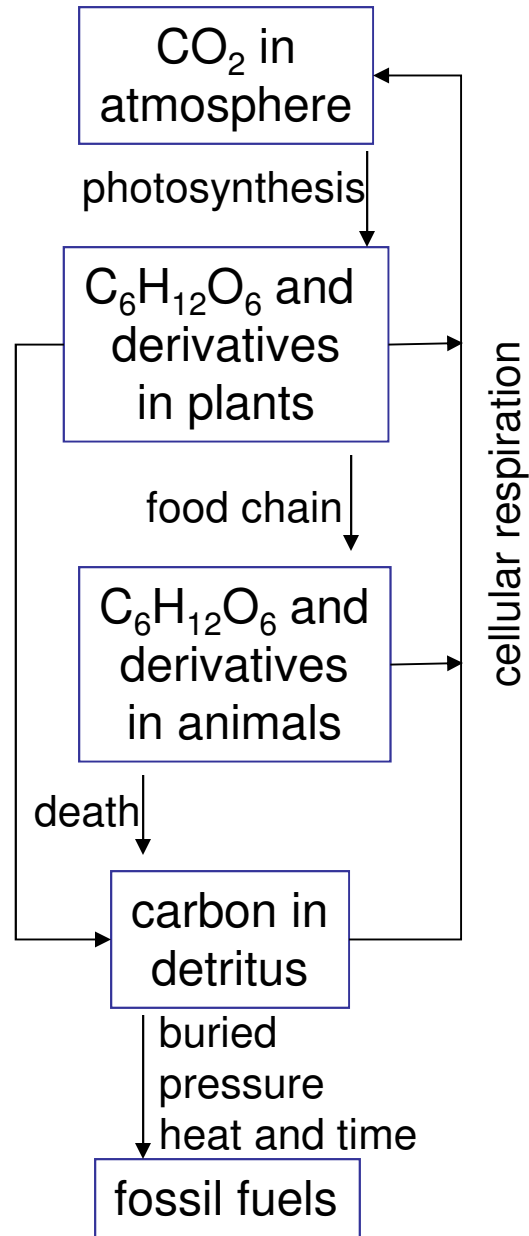 CO₂ in
atmosphere
photosynthesis
C₆H₁₂O₆ and
derivatives
in plants
food chain
cellular respiration
C₆H₁₂O₆ and
derivatives
in animals
death
carbon in
detritus
buried
pressure
heat and time
fossil fuels